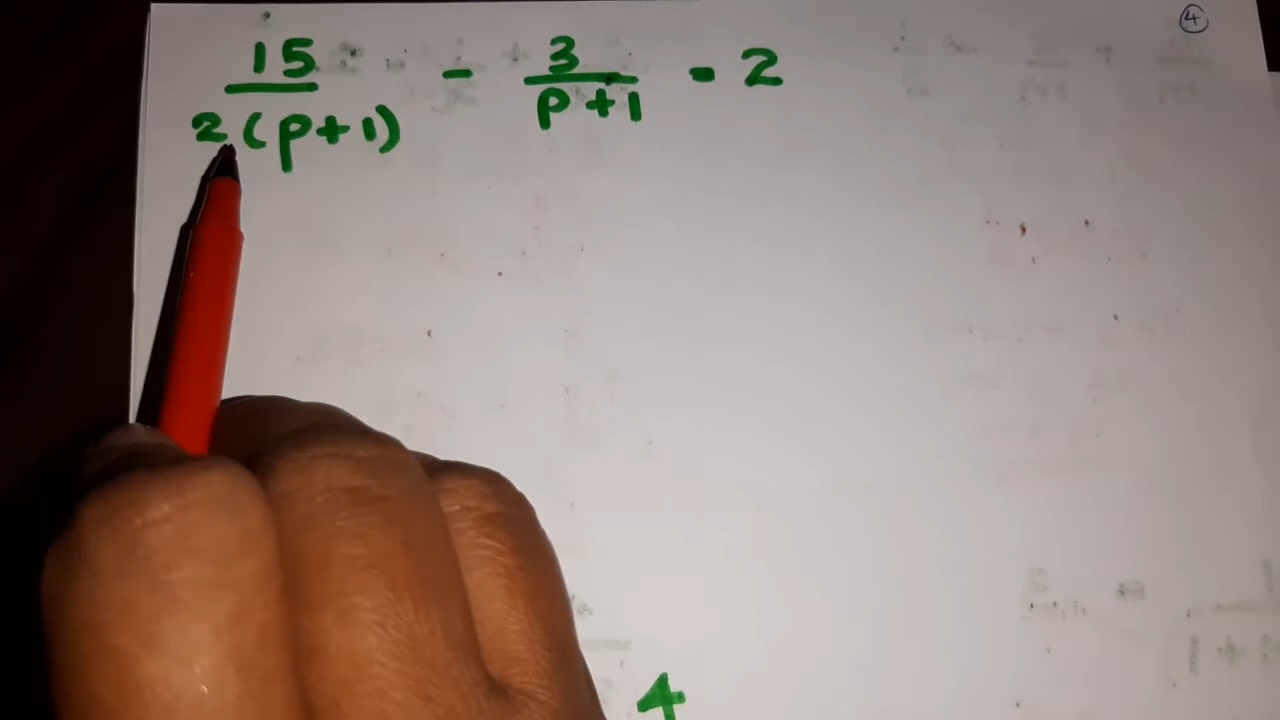 ④
15/2(p+1) - 3/p+1 = 2
4